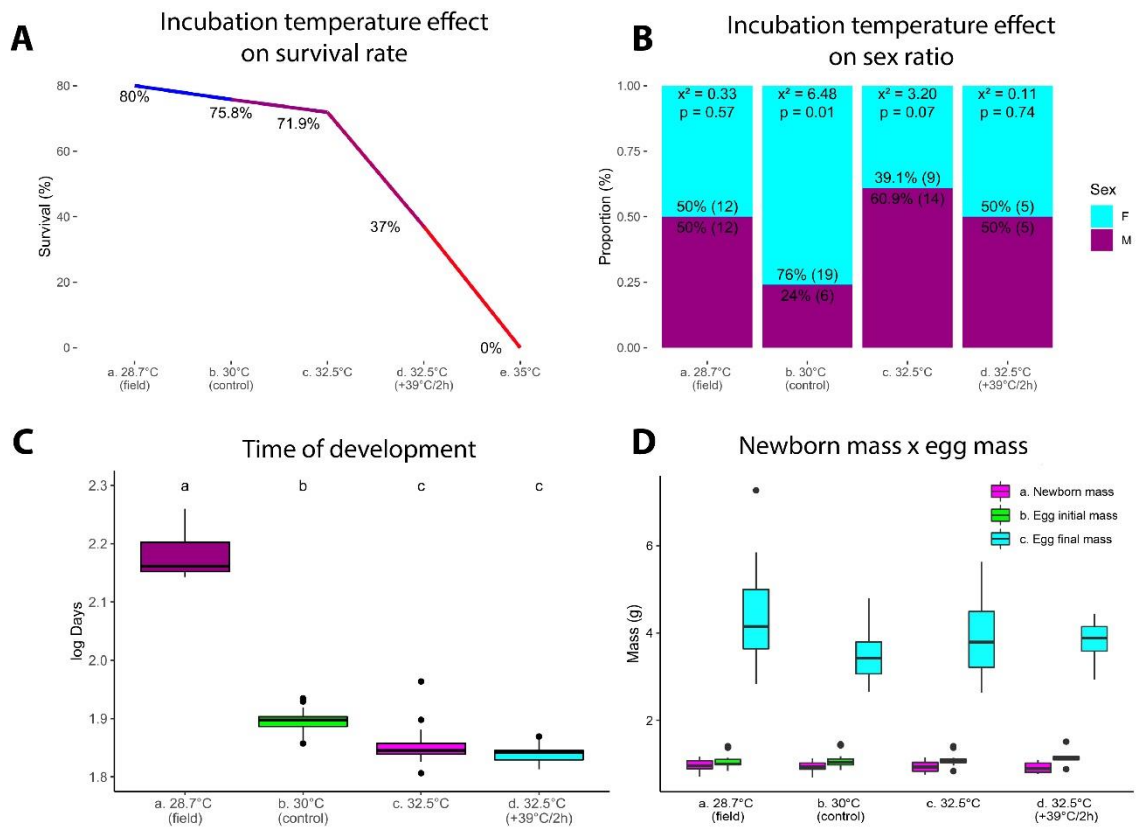 A
Incubation temperature effect
on survival rate
Survival (%)
80
60
40
20
0
80%
75.8%
71.9%
37%
0%
a. 28.7°C
(field)
b. 30°C
(control)
c. 32.5°C
d. 32.5°C
(+39°C/2h)
e. 35°C
B
Incubation temperature effect
on sex ratio
Proportion (%)
1.00
0.75
0.50
0.25
0.00
x² = 0.33
p = 0.57
x² = 6.48
p = 0.01
x² = 3.20
p = 0.07
x² = 0.11
p = 0.74
50% (12)
50% (12)
76% (19)
24% (6)
39.1% (9)
60.9% (14)
50% (5)
50% (5)
a. 28.7°C
(field)
b. 30°C
(control)
c. 32.5°C
d. 32.5°C
(+39°C/2h)
Sex
F
M
C
Time of development
log Days
2.3
2.2
2.1
2.0
1.9
1.8
a
b
c
c
a. 28.7°C
(field)
b. 30°C
(control)
c. 32.5°C
d. 32.5°C
(+39°C/2h)
D
Newborn mass x egg mass
Mass (g)
6
4
2
a. Newborn mass
b. Egg initial mass
c. Egg final mass
a. 28.7°C
(field)
b. 30°C
(control)
c. 32.5°C
d. 32.5°C
(+39°C/2h)